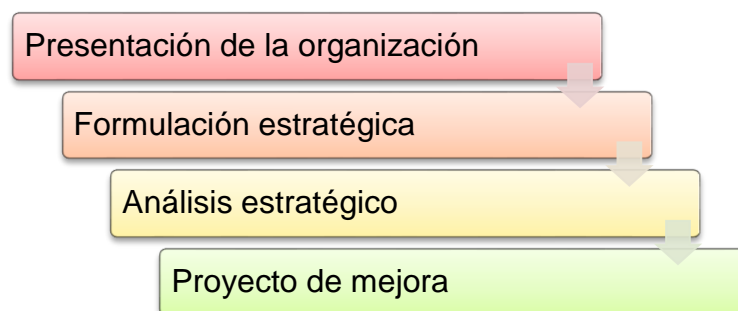 Presentación de la organización
Formulación estratégica
Análisis estratégico
Proyecto de mejora